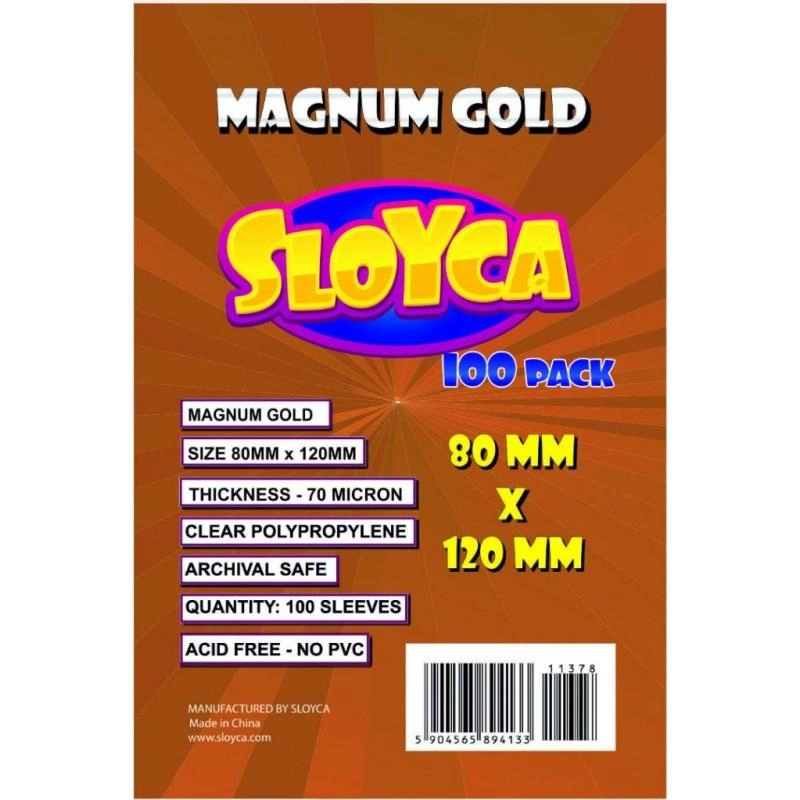 MAGNUM GOLD
SLOYCA
100 PACK
MAGNUM GOLD
SIZE 80MM x 120MM
THICKNESS - 70 MICRON
CLEAR POLYPROPYLENE
ARCHIVAL SAFE
QUANTITY: 100 SLEEVES
ACID FREE - NO PVC
80 MM
X
120 MM
MANUFACTURED BY SLOYCA
Made in China
www.sloyca.com
11378
5 904565 894133